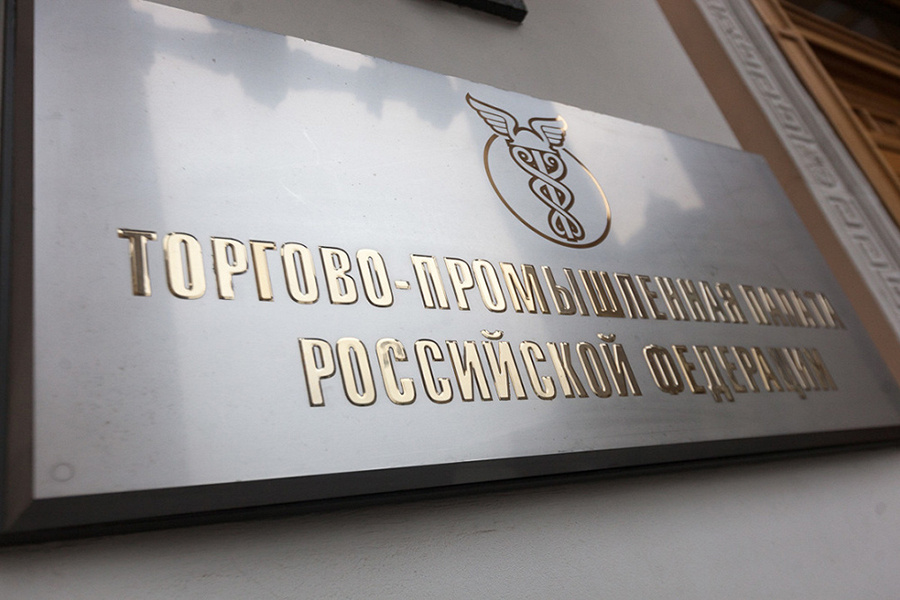 ТОРГОВО-ПРОМЫШЛЕННАЯ ПАЛАТА
РОССИЙСКОЙ ФЕДЕРАЦИИ